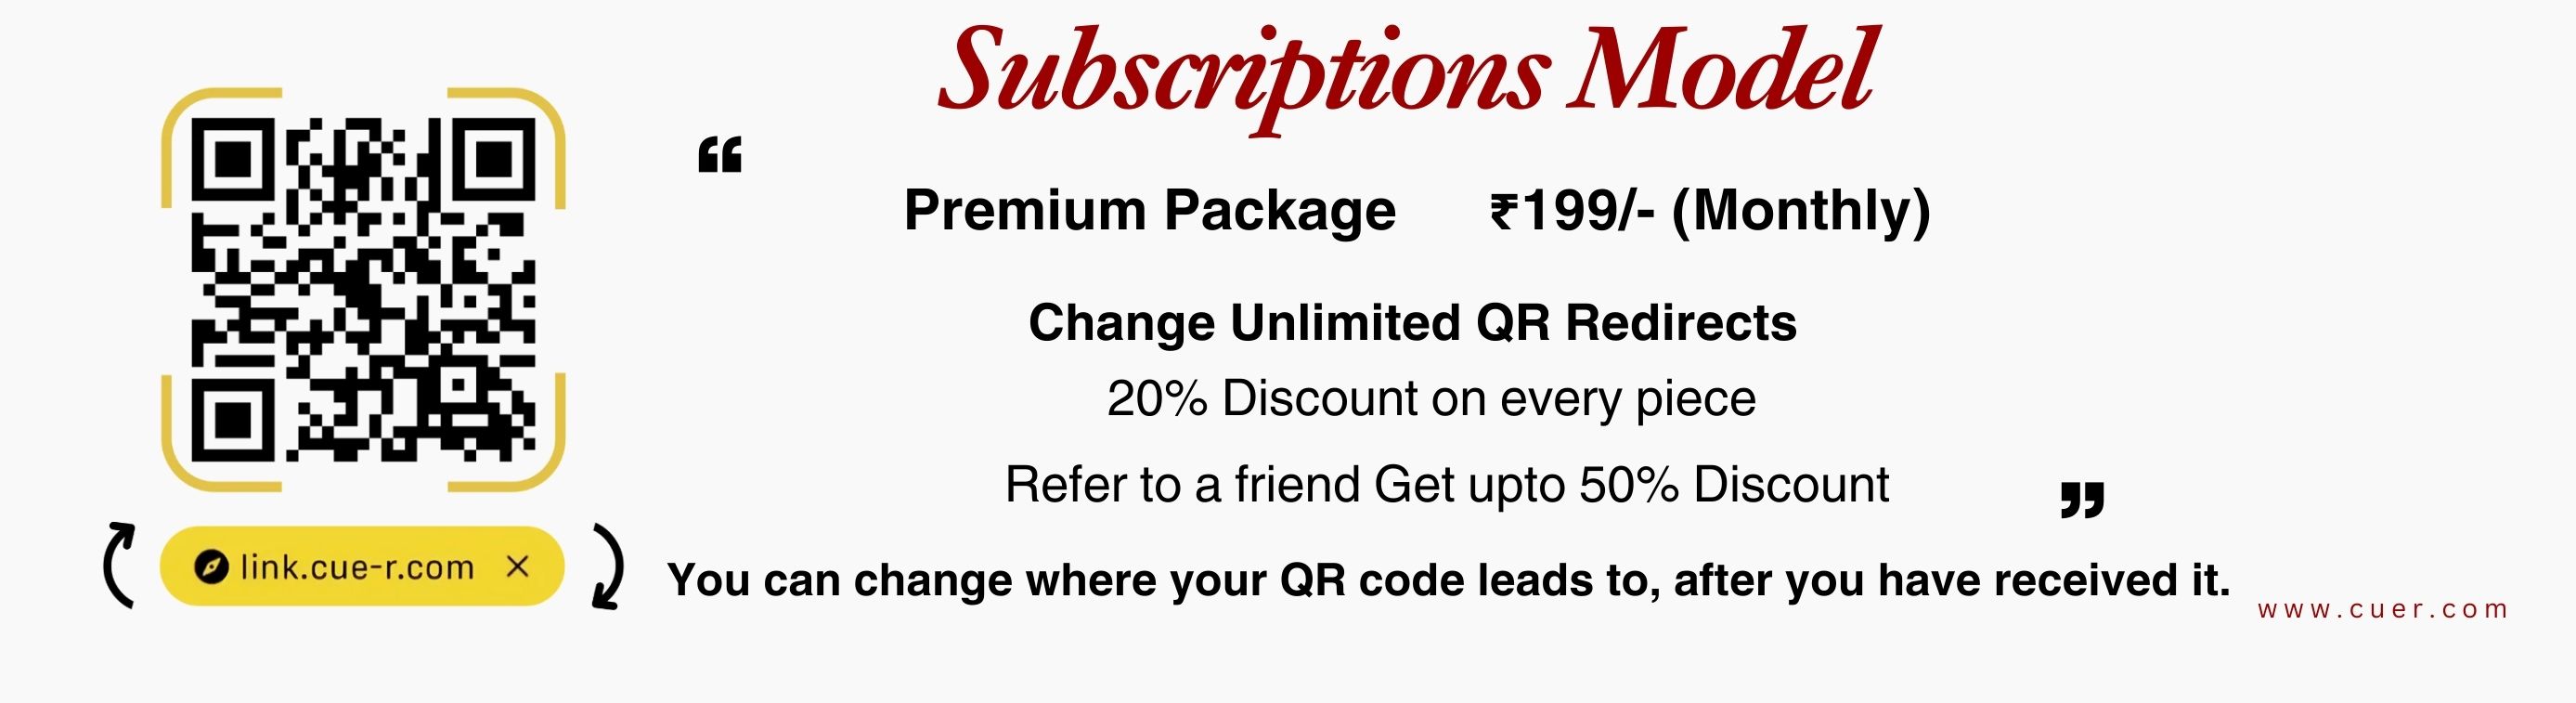 Subscriptions Model
“
Premium Package ₹199/- (Monthly)
Change Unlimited QR Redirects
20% Discount on every piece
Refer to a friend Get upto 50% Discount
”
link.cue-r.com ×
You can change where your QR code leads to, after you have received it.
www.cuer.com